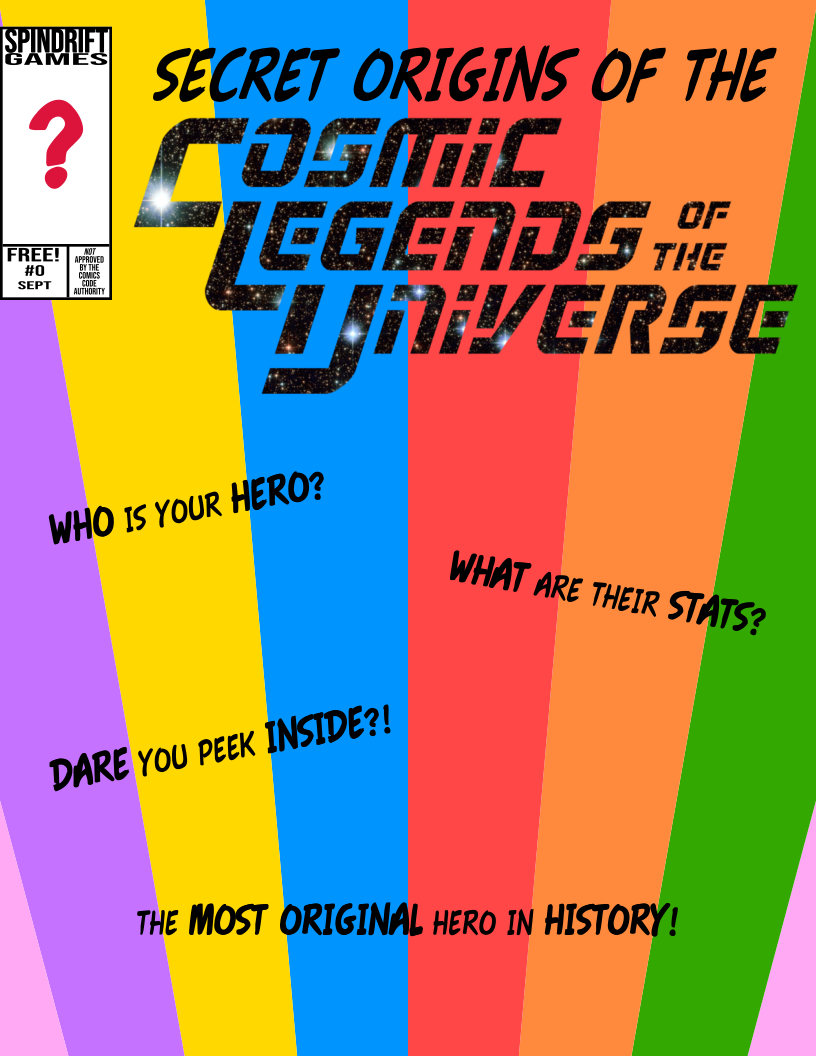 SPINDRIFT
GAMES
?
FREE!
#0
SEPT
NOT
APPROVED
BY THE
COMICS
CODE
AUTHORITY
SECRET ORIGINS OF THE
COSMIC
LEGENDS OF
THE
UNIVERSE
WHO IS YOUR HERO?
WHAT ARE THEIR STATS?
DARE YOU PEEK INSIDE?!
THE MOST ORIGINAL HERO IN HISTORY!